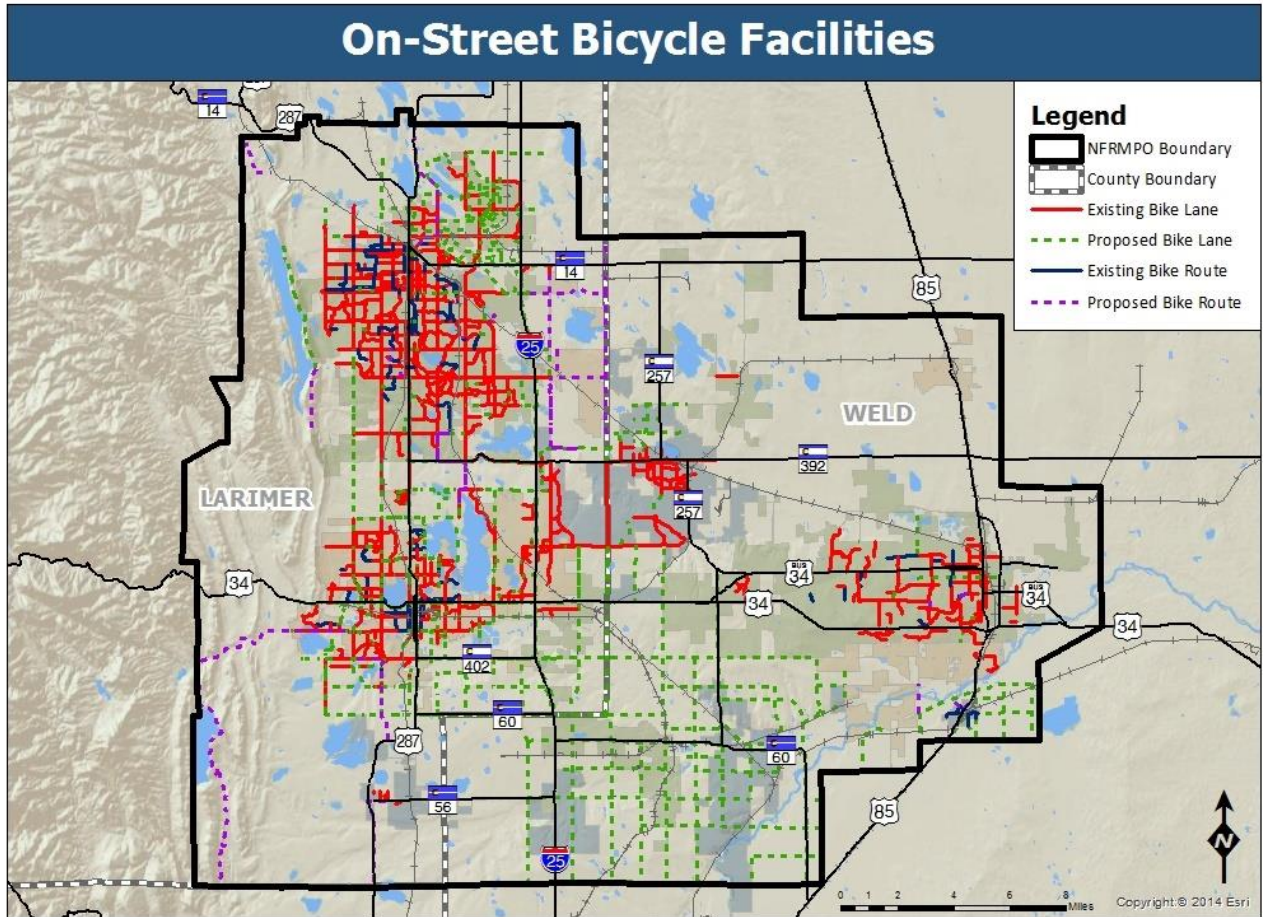 On-Street Bicycle Facilities
14
287
Legend
NFRMPO Boundary
County Boundary
Existing Bike Lane
Proposed Bike Lane
Existing Bike Route
Proposed Bike Route
14
85
25
257
WELD
392
LARIMER
257
34
BUS
34
34
BUS
34
34
402
60
287
60
56
85
25
N
0 1 2 4 6 8
Miles
Copyright:© 2014 Esri